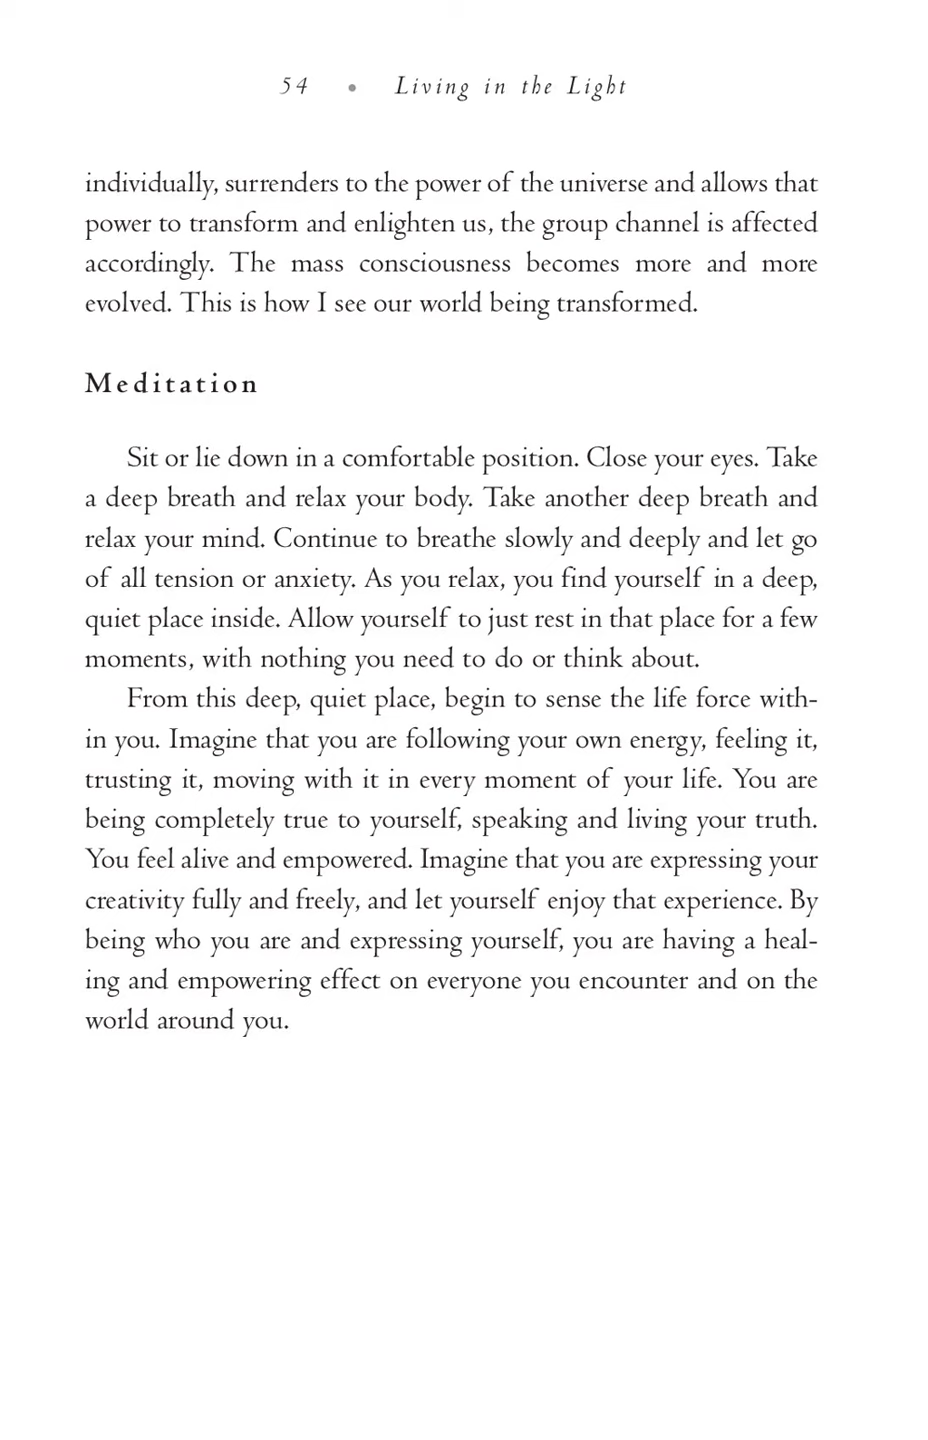 54 • Living in the Light
individually, surrenders to the power of the universe and allows that
power to transform and enlighten us, the group channel is affected
accordingly. The mass consciousness becomes more and more
evolved. This is how I see our world being transformed.
Meditation
Sit or lie down in a comfortable position. Close your eyes. Take
a deep breath and relax your body. Take another deep breath and
relax your mind. Continue to breathe slowly and deeply and let go
of all tension or anxiety. As you relax, you find yourself in a deep,
quiet place inside. Allow yourself to just rest in that place for a few
moments, with nothing you need to do or think about.
From this deep, quiet place, begin to sense the life force with-
in you. Imagine that you are following your own energy, feeling it,
trusting it, moving with it in every moment of your life. You are
being completely true to yourself, speaking and living your truth.
You feel alive and empowered. Imagine that you are expressing your
creativity fully and freely, and let yourself enjoy that experience. By
being who you are and expressing yourself, you are having a heal-
ing and empowering effect on everyone you encounter and on the
world around you.